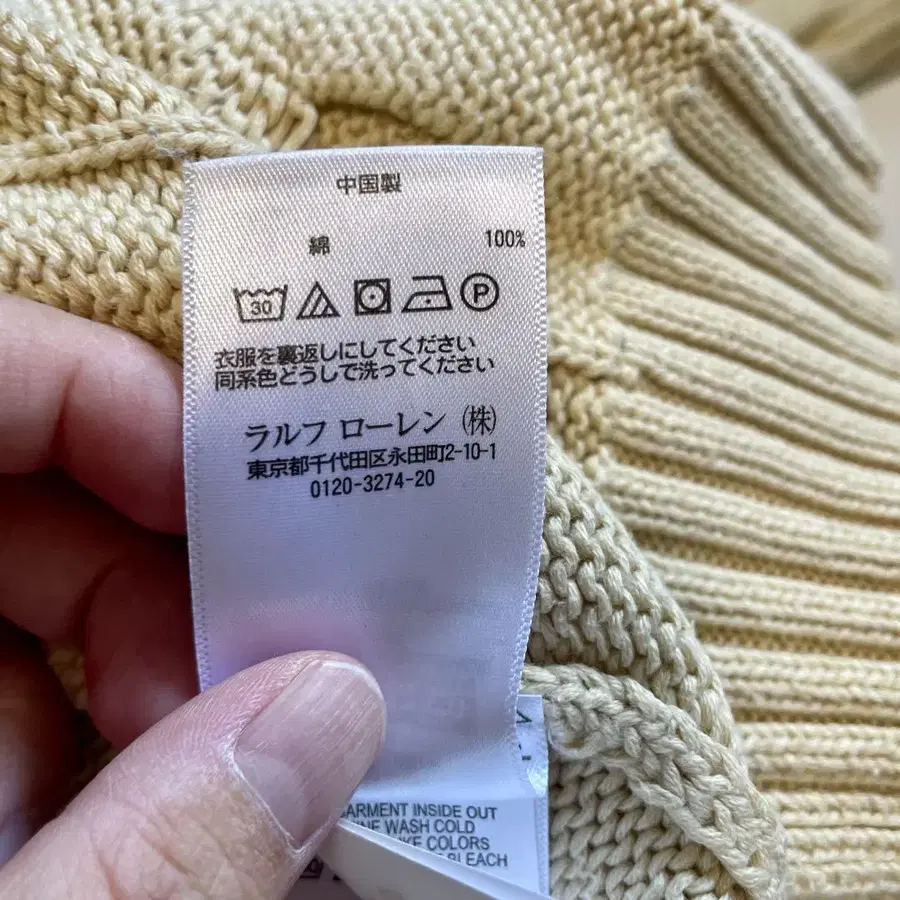 中国製
綿 100%
30 P
衣服を裏返しにしてください
同系色どうしで洗ってください
ラルフ ローレン (株)
東京都千代田区永田町2-10-1
0120-3274-20
GARMENT INSIDE OUT
WASH COLD
COLORS
BLEACH